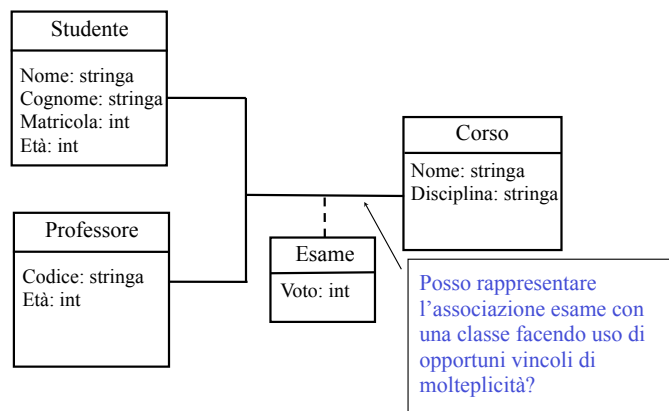 Studente
Nome: stringa
Cognome: stringa
Matricola: int
Età: int
Professore
Codice: stringa
Età: int
Esame
Voto: int
Corso
Nome: stringa
Disciplina: stringa
Posso rappresentare
l’associazione esame con
una classe facendo uso di
opportuni vincoli di
molteplicità?